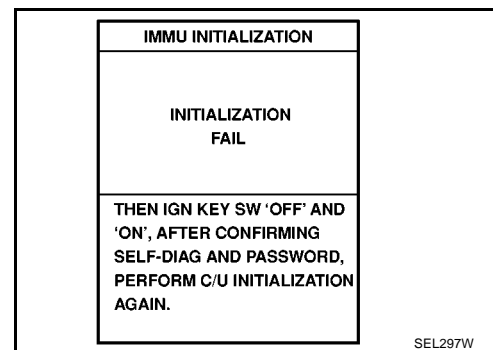 IMMU INITIALIZATION
INITIALIZATION
FAIL
THEN IGN KEY SW ‘OFF’ AND
‘ON’, AFTER CONFIRMING
SELF-DIAG AND PASSWORD,
PERFORM C/U INITIALIZATION
AGAIN.
SEL297W